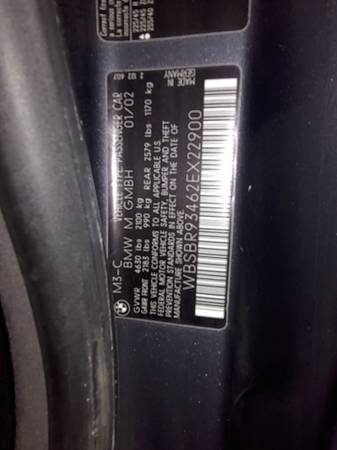 M3-C VEHICLE TYPE: PASSENGER CAR
BMW M GMBH 01/02
GVWR 4630 lbs 2100 kg
GAWR FRONT 2183 lbs 990 kg REAR 2579 lbs 1170 kg
THIS VEHICLE CONFORMS TO ALL APPLICABLE
FEDERAL MOTOR VEHICLE SAFETY, BUMPER AND THEFT
PREVENTION STANDARDS IN EFFECT ON THE DATE OF
MANUFACTURE SHOWN ABOVE.
WBSBR93462EX22900
MADE IN
GERMANY